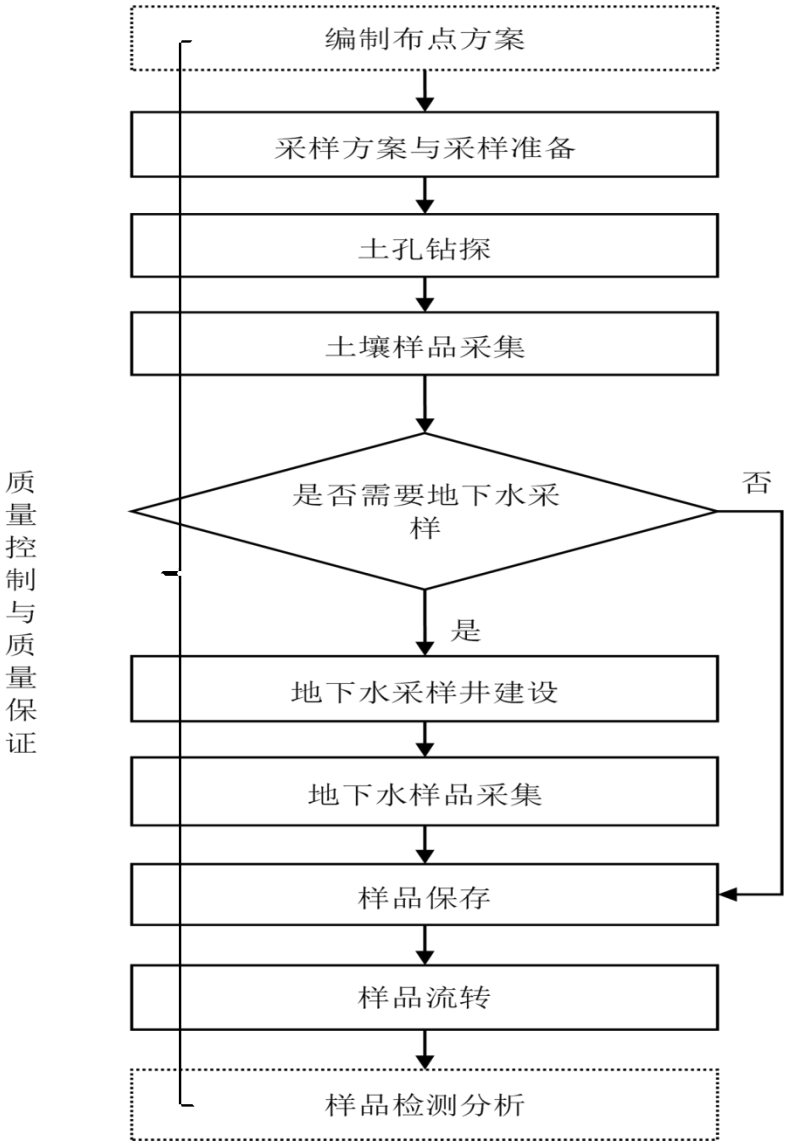 编制布点方案
采样方案与采样准备
土孔钻探
土壤样品采集
是否需要地下水采
样
否
是
地下水采样井建设
地下水样品采集
样品保存
样品流转
样品检测分析
质
量
控
制
与
质
量
保
证